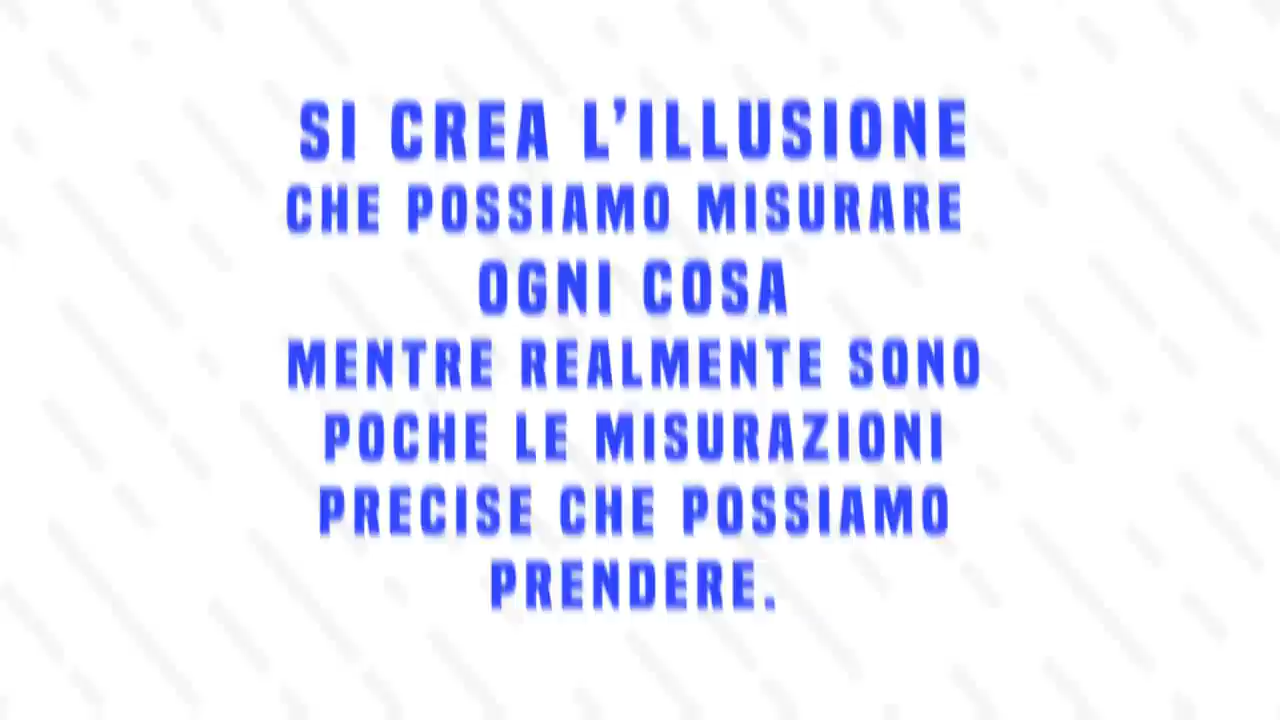 SI CREA L’ILLUSIONE
CHE POSSIAMO MISURARE
OGNI COSA
MENTRE REALMENTE SONO
POCHE LE MISURAZIONI
PRECISE CHE POSSIAMO
PRENDERE.